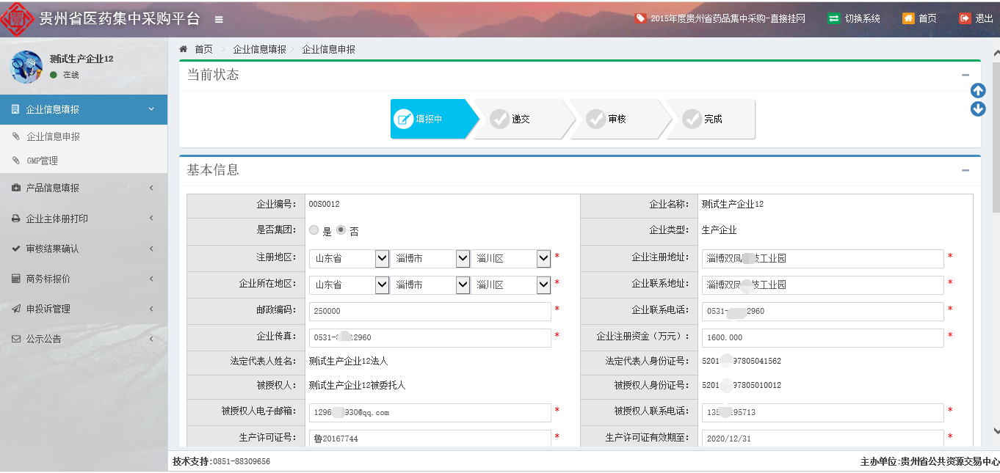 贵州省医药集中采购平台
2015年度贵州省药品集中采购-直接挂网 切换系统 首页 退出
测试生产企业12
在线
企业信息填报
企业信息申报
GMP管理
产品信息填报
企业主体册打印
审核结果确认
商务标报价
申投诉管理
公示公告
首页 企业信息填报 企业信息申报
当前状态
填报中 递交 审核 完成
基本信息
企业编号: 00S0012 企业名称: 测试生产企业12
是否集团: 是 否 企业类型: 生产企业
注册地区: 山东省 淄博市 淄川区 * 企业注册地址: 淄博双凤 技工业园 *
企业所在地区: 山东省 淄博市 淄川区 * 企业联系地址: 淄博双凤 技工业园 *
邮政编码: 250000 * 企业联系电话: 0531- 2960 *
企业传真: 0531- 2960 * 企业注册资金（万元）: 1600.000 *
法定代表人姓名: 测试生产企业12法人 法定代表人身份证号: 5201 97805041562
被授权人: 测试生产企业12被委托人 被授权人身份证号: 5201 97805010012
被授权人电子邮箱: 1296 930@qq.com * 被授权人联系电话: 135 95713 *
生产许可证号: 鲁20167744 * 生产许可证有效期至: 2020/12/31 *
技术支持:0851-88309656 主办单位:贵州省公共资源交易中心